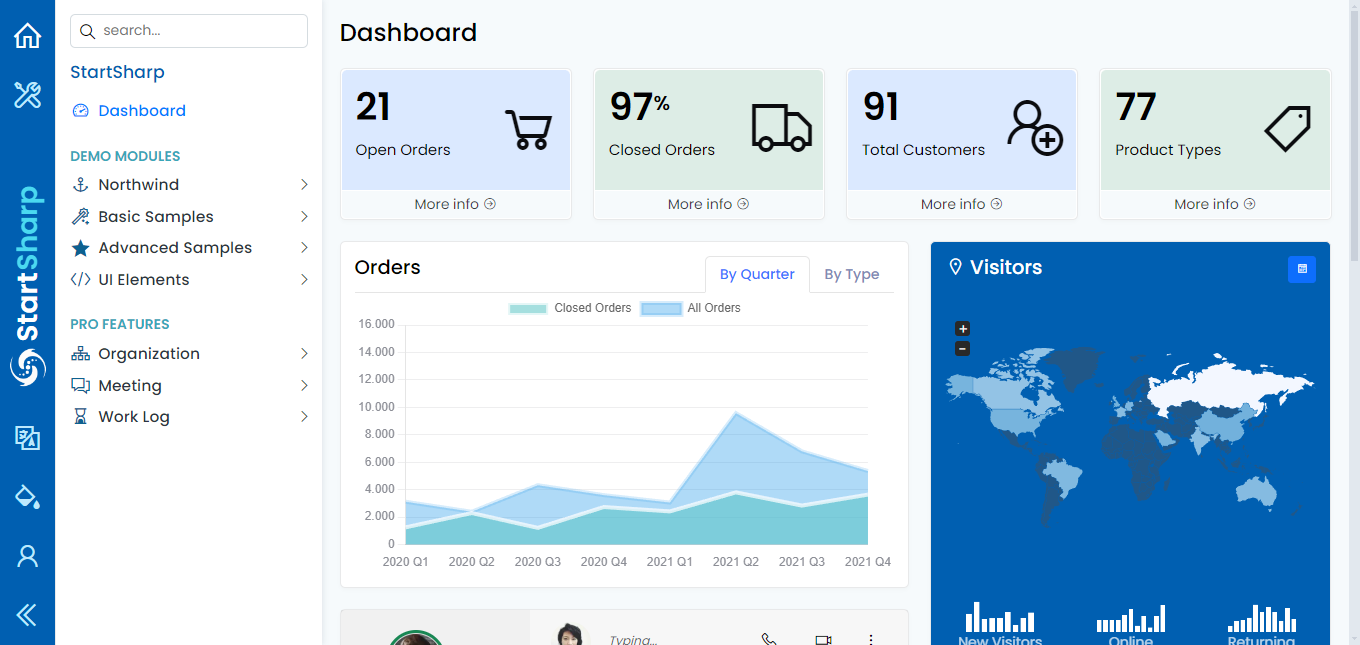 search...
StartSharp
Dashboard
DEMO MODULES
Northwind
Basic Samples
Advanced Samples
UI Elements
PRO FEATURES
Organization
Meeting
Work Log
StartSharp
Dashboard
21
Open Orders
More info
97%
Closed Orders
More info
91
Total Customers
More info
77
Product Types
More info
Orders
By Quarter
By Type
Closed Orders
All Orders
16.000
14.000
12.000
10.000
8.000
6.000
4.000
2.000
0
2020 Q1 2020 Q2 2020 Q3 2020 Q4 2021 Q1 2021 Q2 2021 Q3 2021 Q4
Visitors
+
−
New Visitors
Online
Returning
Typing...